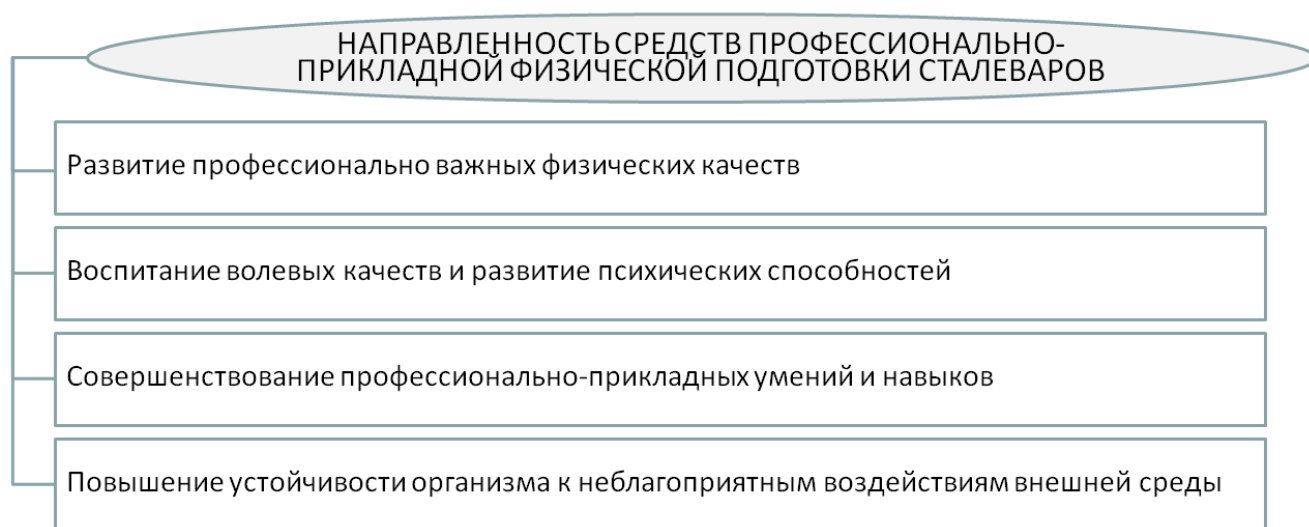 НАПРАВЛЕННОСТЬ СРЕДСТВ ПРОФЕССИОНАЛЬНО-
ПРИКЛАДНОЙ ФИЗИЧЕСКОЙ ПОДГОТОВКИ СТАЛЕВАРОВ
Развитие профессионально важных физических качеств
Воспитание волевых качеств и развитие психических способностей
Совершенствование профессионально-прикладных умений и навыков
Повышение устойчивости организма к неблагоприятным воздействиям внешней среды